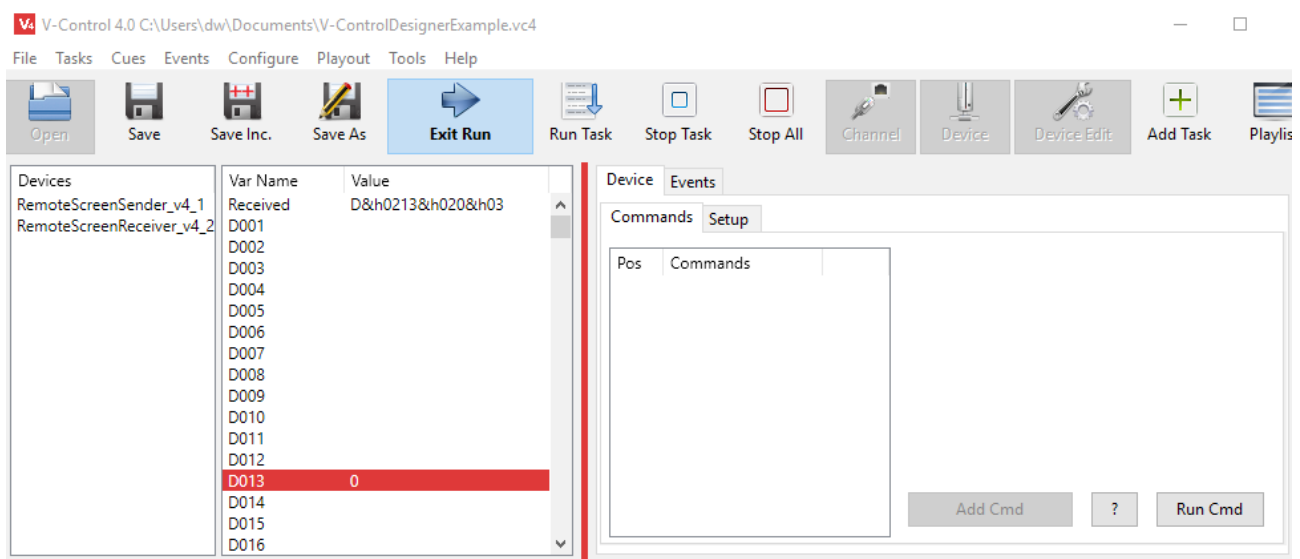 V4 V-Control 4.0 C:\Users\dw\Documents\V-ControlDesignerExample.vc4
File Tasks Cues Events Configure Playout Tools Help
Open Save Save Inc. Save As Exit Run Run Task Stop Task Stop All Channel Device Device Edit Add Task Playlis
Devices
RemoteScreenSender_v4_1
RemoteScreenReceiver_v4_2
Var Name Value
Received D&h0213&h020&h03
D001
D002
D003
D004
D005
D006
D007
D008
D009
D010
D011
D012
D013 0
D014
D015
D016
Device Events
Commands Setup
Pos Commands
Add Cmd ? Run Cmd